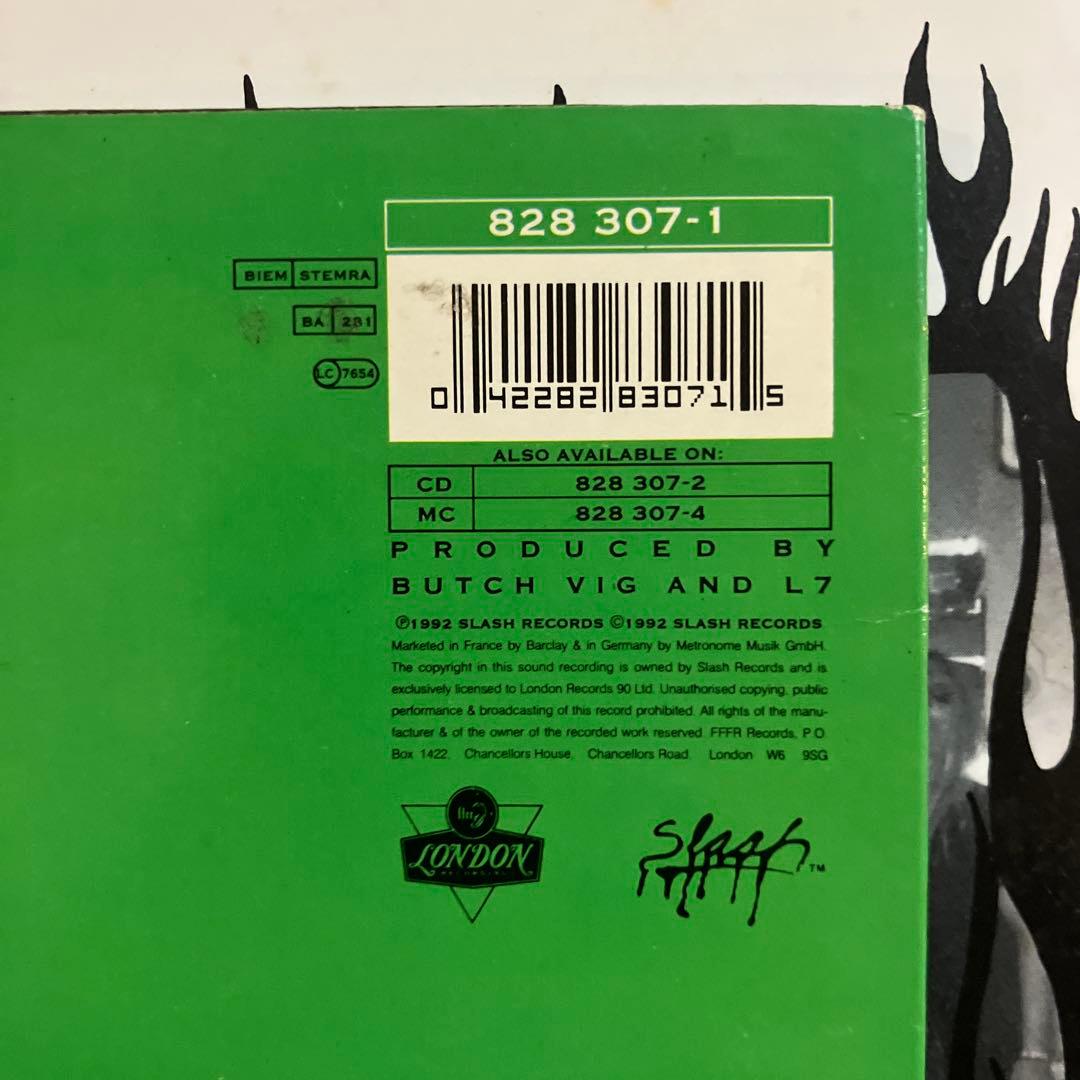 828 307-1
BIEM STEMRA
BA 281
LC 7654
0 42282 83071 5
ALSO AVAILABLE ON:
CD 828 307-2
MC 828 307-4
PRODUCED BY
BUTCH VIG AND L7
℗1992 SLASH RECORDS ©1992 SLASH RECORDS
Marketed in France by Barclay & in Germany by Metronome Musik GmbH.
The copyright in this sound recording is owned by Slash Records and is
exclusively licensed to London Records 90 Ltd. Unauthorised copying, public
performance & broadcasting of this record prohibited. All rights of the manu-
facturer & of the owner of the recorded work reserved. FFFR Records, P.O.
Box 1422, Chancellors House, Chancellors Road, London W6 9SG
LONDON
Slash™